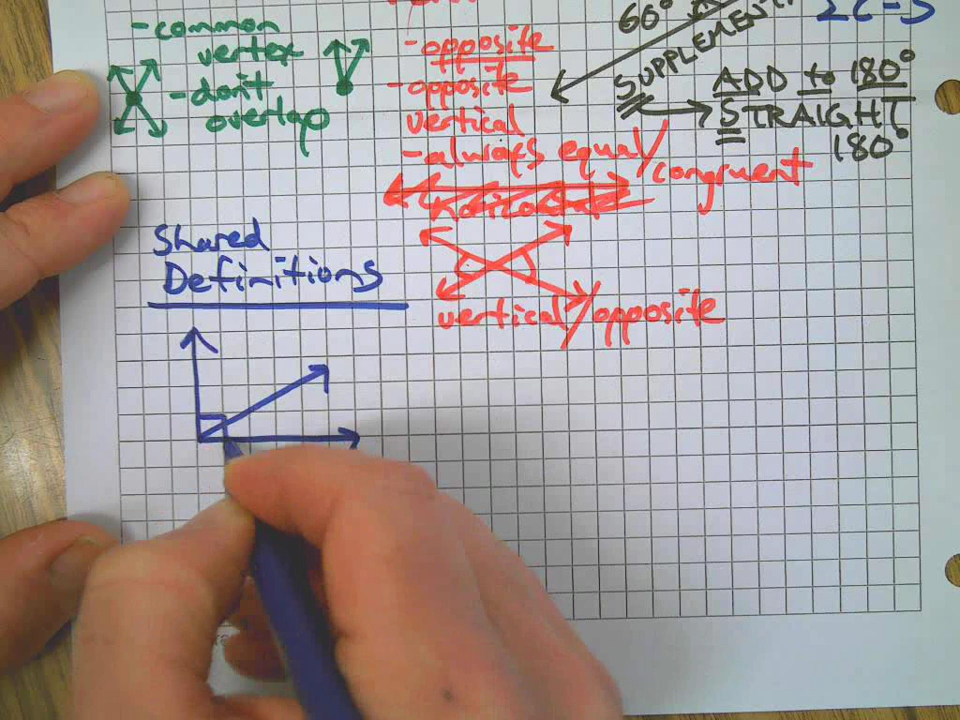 -common
vertex
-don't
overlap
-opposite
-opposite
vertical
-always equal/
congruent
vertical/opposite
60°
SUPPLEMENT
ADD to 180°
STRAIGHT
180°
Shared
Definitions